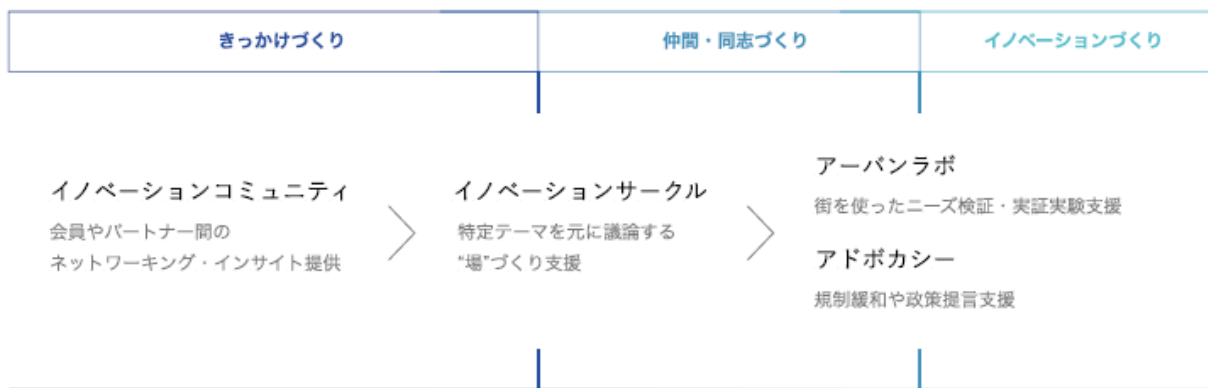 きっかけづくり
仲間・同志づくり
イノベーションづくり
イノベーションコミュニティ
会員やパートナー間の
ネットワーキング・インサイト提供
イノベーションサークル
特定テーマを元に議論する
“場”づくり支援
アーバンラボ
街を使ったニーズ検証・実証実験支援
アドボカシー
規制緩和や政策提言支援